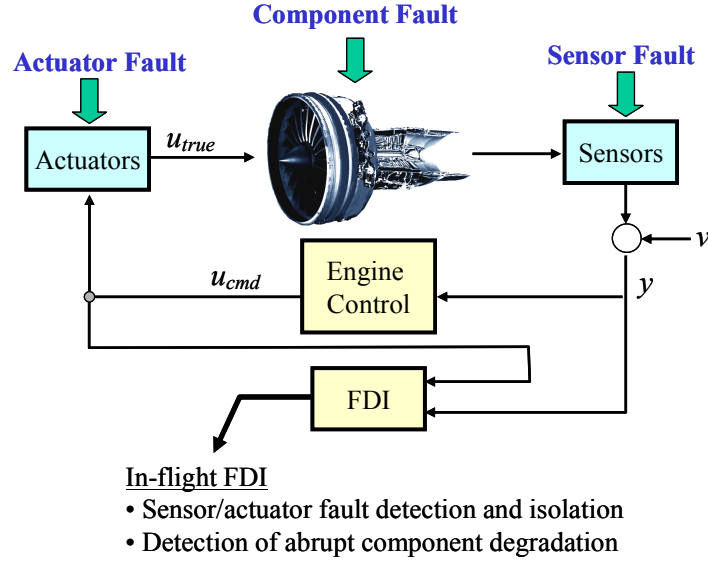 Component Fault
Actuator Fault
Sensor Fault
Actuators
u_true
Sensors
v
u_cmd
Engine
Control
y
FDI
In-flight FDI
• Sensor/actuator fault detection and isolation
• Detection of abrupt component degradation